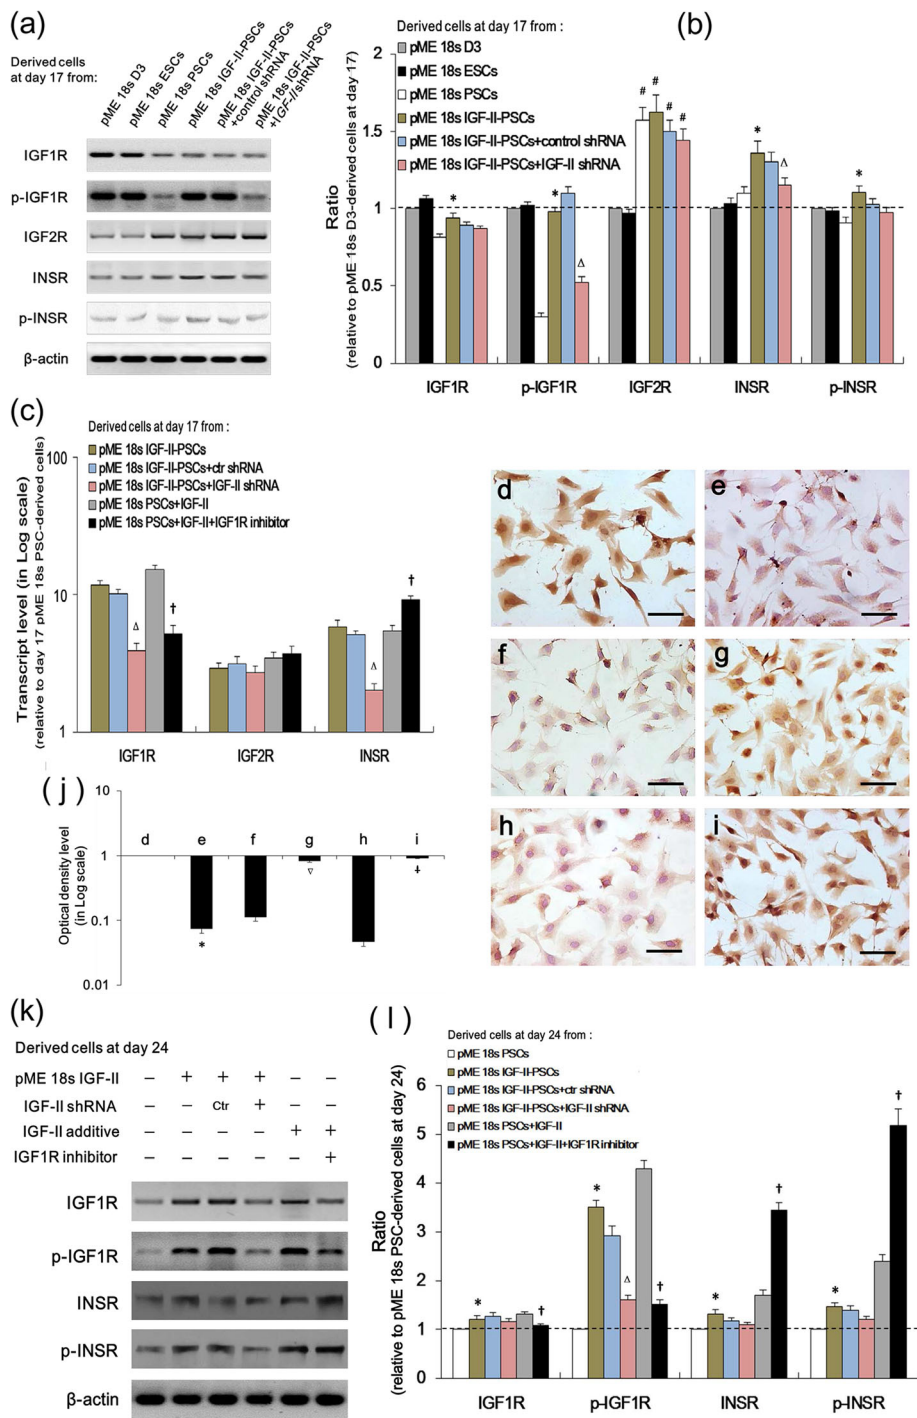 (a)
Derived cells
at day 17 from:
pME 18s D3
pME 18s ESCs
pME 18s PSCs
pME 18s IGF-II-PSCs
pME 18s IGF-II-PSCs
+control shRNA
pME 18s IGF-II-PSCs
+IGF-II shRNA
IGF1R
p-IGF1R
IGF2R
INSR
p-INSR
β-actin
(b)
Derived cells at day 17 from :
pME 18s D3
pME 18s ESCs
pME 18s PSCs
pME 18s IGF-II-PSCs
pME 18s IGF-II-PSCs+control shRNA
pME 18s IGF-II-PSCs+IGF-II shRNA
Ratio
(relative to pME 18s D3-derived cells at day 17)
2
1.5
1
0.5
0
* * Δ # # # # * Δ *
IGF1R p-IGF1R IGF2R INSR p-INSR
(c)
Derived cells at day 17 from :
pME 18s IGF-II-PSCs
pME 18s IGF-II-PSCs+ctr shRNA
pME 18s IGF-II-PSCs+IGF-II shRNA
pME 18s PSCs+IGF-II
pME 18s PSCs+IGF-II+IGF1R inhibitor
Transcript level (in Log scale)
(relative to day 17 pME 18s PSC-derived cells)
100
10
1
Δ † Δ †
IGF1R IGF2R INSR
d e
f g
h i
(j)
Optical density level
(in Log scale)
10
1
0.1
0.01
d e f g h i
* ▽ ‡
(k)
Derived cells at day 24
pME 18s IGF-II – + + + – –
IGF-II shRNA – – Ctr + – –
IGF-II additive – – – – + +
IGF1R inhibitor – – – – – +
IGF1R
p-IGF1R
INSR
p-INSR
β-actin
(l)
Derived cells at day 24 from :
pME 18s PSCs
pME 18s IGF-II-PSCs
pME 18s IGF-II-PSCs+ctr shRNA
pME 18s IGF-II-PSCs+IGF-II shRNA
pME 18s PSCs+IGF-II
pME 18s PSCs+IGF-II+IGF1R inhibitor
Ratio
(relative to pME 18s PSC-derived cells at day 24)
6
5
4
3
2
1
0
* † * Δ † * † * †
IGF1R p-IGF1R INSR p-INSR